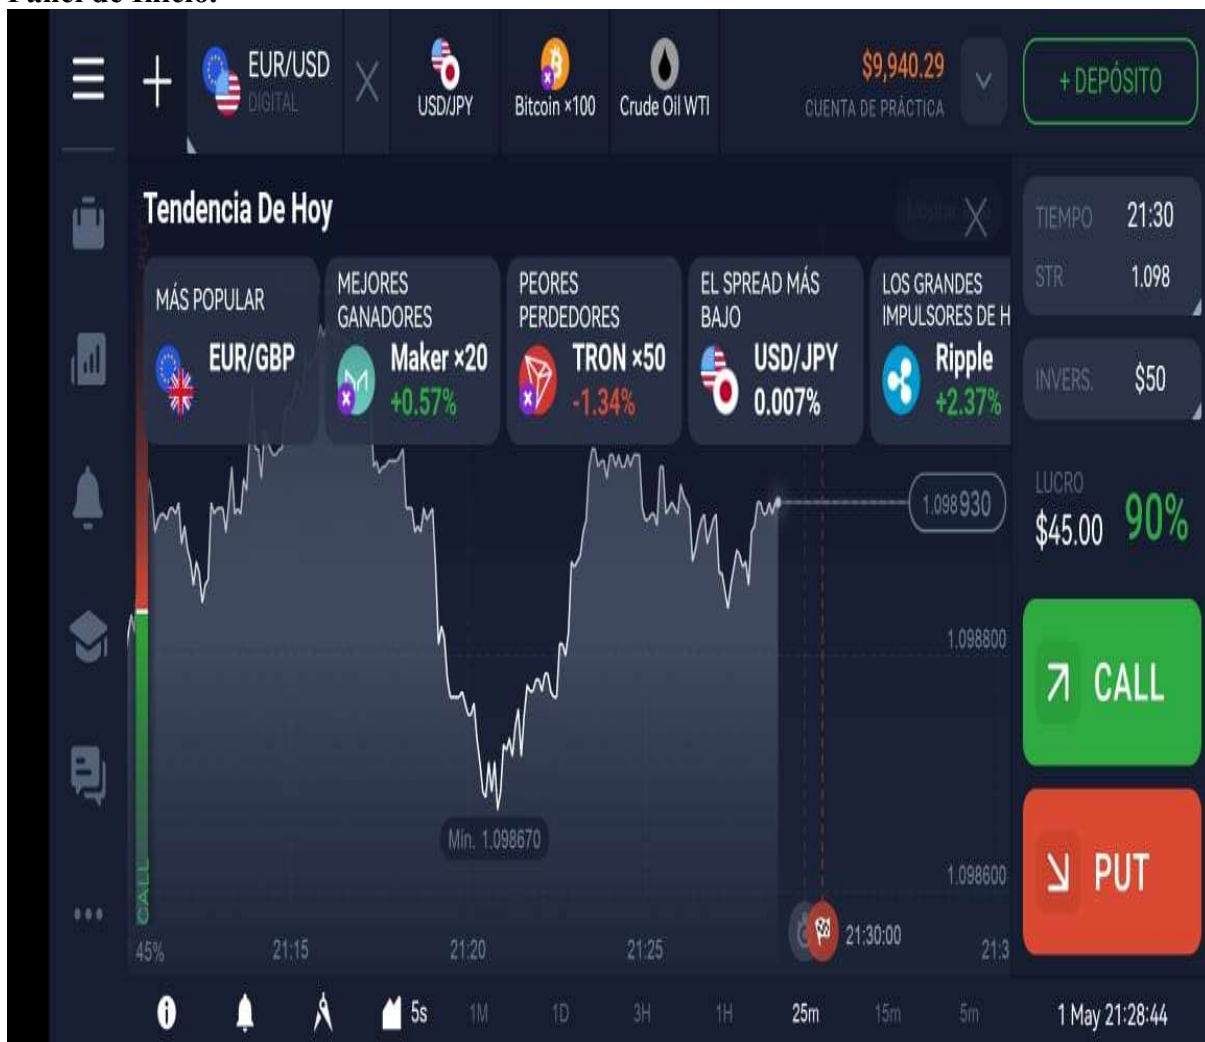 Panel de Inicio.
EUR/USD
DIGITAL
USD/JPY
Bitcoin ×100
Crude Oil WTI
$9,940.29
CUENTA DE PRÁCTICA
+ DEPÓSITO
Tendencia De Hoy
MÁS POPULAR
EUR/GBP
MEJORES
GANADORES
Maker ×20
+0.57%
PEORES
PERDEDORES
TRON ×50
-1.34%
EL SPREAD MÁS
BAJO
USD/JPY
0.007%
LOS GRANDES
IMPULSORES DE H
Ripple
+2.37%
TIEMPO 21:30
STR. 1.098
INVERS. $50
LUCRO
$45.00 90%
PUT
1.098930
1.098800
CALL
PUT
Mín. 1.098670
1.098600
CALL
21:30:00
45% 21:15 21:20 21:25 21:3
5s 1M 1D 3H 1H 25m 15m 5m
1 May 21:28:44